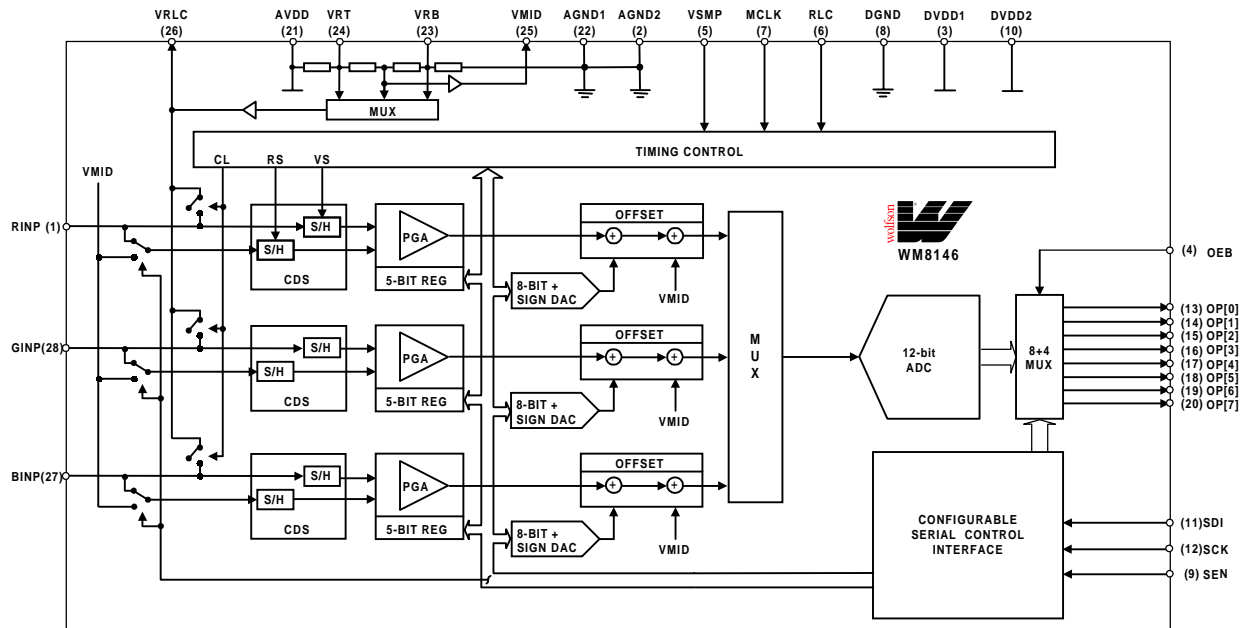 VRLC AVDD VRT VRB VMID AGND1 AGND2 VSMP MCLK RLC DGND DVDD1 DVDD2
(26) (21) (24) (23) (25) (22) (2) (5) (7) (6) (8) (3) (10)
MUX
TIMING CONTROL
CL RS VS
VMID
RINP (1)
S/H
S/H
CDS
PGA
5-BIT REG
OFFSET
+ +
8-BIT +
SIGN DAC
VMID
GINP(28)
S/H
S/H
CDS
PGA
5-BIT REG
OFFSET
+ +
8-BIT +
SIGN DAC
VMID
BINP(27)
S/H
S/H
CDS
PGA
5-BIT REG
OFFSET
+ +
8-BIT +
SIGN DAC
VMID
M
U
X
wolfson
WM8146
12-bit
ADC
8+4
MUX
(4) OEB
(13) OP[0]
(14) OP[1]
(15) OP[2]
(16) OP[3]
(17) OP[4]
(18) OP[5]
(19) OP[6]
(20) OP[7]
CONFIGURABLE
SERIAL CONTROL
INTERFACE
(11)SDI
(12)SCK
(9) SEN